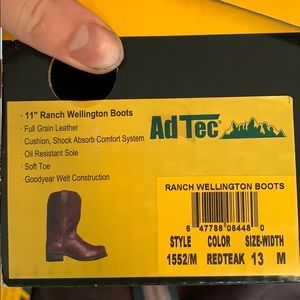 · 11" Ranch Wellington Boots
· Full Grain Leather
· Cushion, Shock Absorb Comfort System
· Oil Resistant Sole
· Soft Toe
· Goodyear Welt Construction
AdTec®
RANCH WELLINGTON BOOTS
6 47788 08448 0
STYLE COLOR SIZE-WIDTH
1552/M REDTEAK 13 M